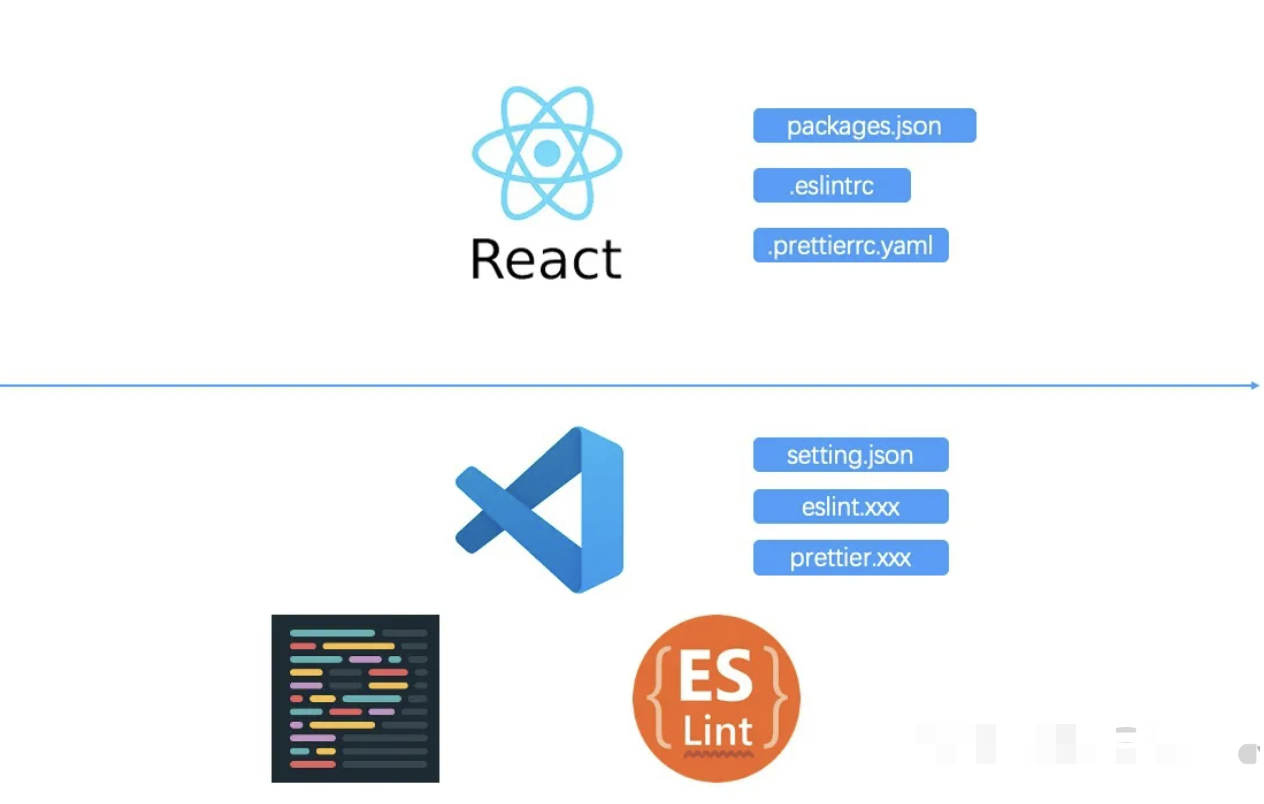 React
packages.json
.eslintrc
.prettierrc.yaml
setting.json
eslint.xxx
prettier.xxx
{ES
Lint}